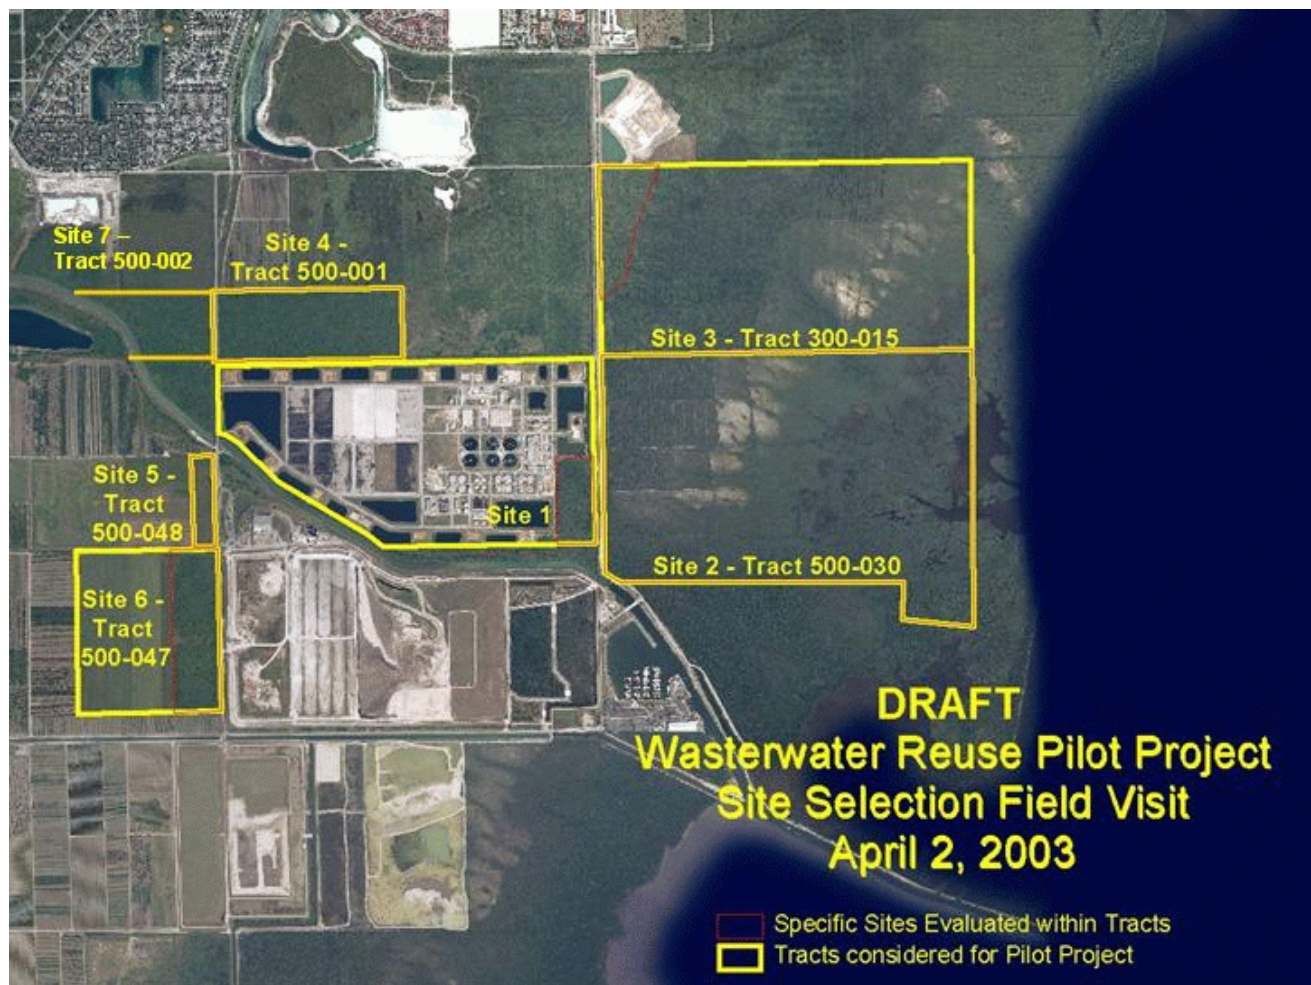 Site 7 –
Tract 500-002
Site 4 -
Tract 500-001
Site 3 - Tract 300-015
Site 5 -
Tract
500-048
Site 1
Site 2 - Tract 500-030
Site 6 -
Tract
500-047
DRAFT
Wasterwater Reuse Pilot Project
Site Selection Field Visit
April 2, 2003
Specific Sites Evaluated within Tracts
Tracts considered for Pilot Project